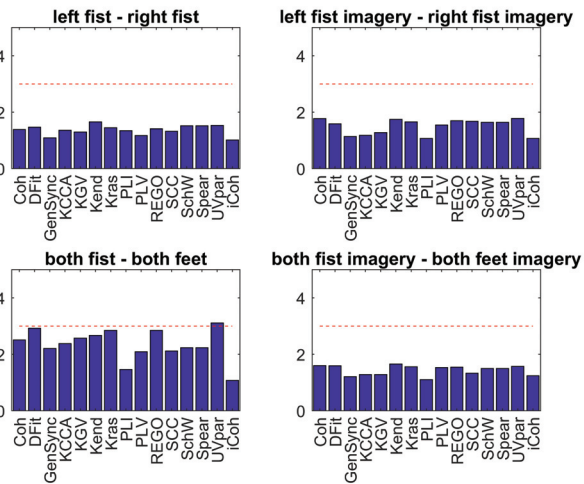 left fist - right fist
4
2
0
Coh
DFit
GenSync
KCCA
KGV
Kend
Kras
PLI
PLV
REGO
SCC
SchW
Spear
UVpar
iCoh
left fist imagery - right fist imagery
4
2
0
Coh
DFit
GenSync
KCCA
KGV
Kend
Kras
PLI
PLV
REGO
SCC
SchW
Spear
UVpar
iCoh
both fist - both feet
4
2
0
Coh
DFit
GenSync
KCCA
KGV
Kend
Kras
PLI
PLV
REGO
SCC
SchW
Spear
UVpar
iCoh
both fist imagery - both feet imagery
4
2
0
Coh
DFit
GenSync
KCCA
KGV
Kend
Kras
PLI
PLV
REGO
SCC
SchW
Spear
UVpar
iCoh